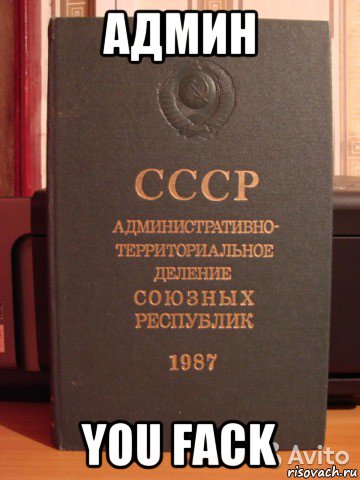 АДМИН
СССР
АДМИНИСТРАТИВНО-
ТЕРРИТОРИАЛЬНОЕ
ДЕЛЕНИЕ
СОЮЗНЫХ
РЕСПУБЛИК
1987
YOU FACK
Avito
risovach.ru